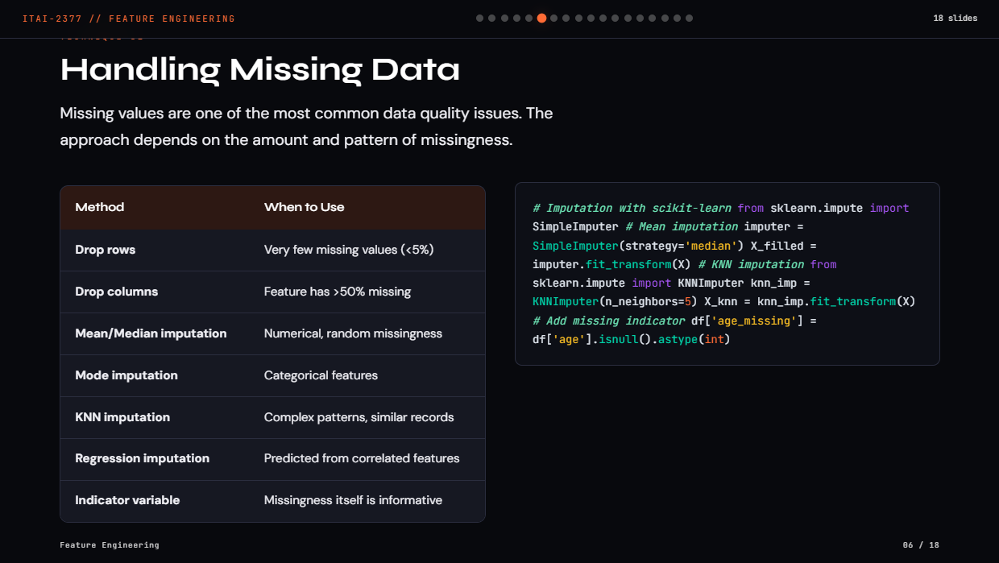 ITAI-2377 // FEATURE ENGINEERING
18 slides
Handling Missing Data
Missing values are one of the most common data quality issues. The
approach depends on the amount and pattern of missingness.
Method When to Use
Drop rows Very few missing values (<5%)
Drop columns Feature has >50% missing
Mean/Median imputation Numerical, random missingness
Mode imputation Categorical features
KNN imputation Complex patterns, similar records
Regression imputation Predicted from correlated features
Indicator variable Missingness itself is informative
# Imputation with scikit-learn from sklearn.impute import
SimpleImputer # Mean imputation imputer =
SimpleImputer(strategy='median') X_filled =
imputer.fit_transform(X) # KNN imputation from
sklearn.impute import KNNImputer knn_imp =
KNNImputer(n_neighbors=5) X_knn = knn_imp.fit_transform(X)
# Add missing indicator df['age_missing'] =
df['age'].isnull().astype(int)
Feature Engineering
06 / 18